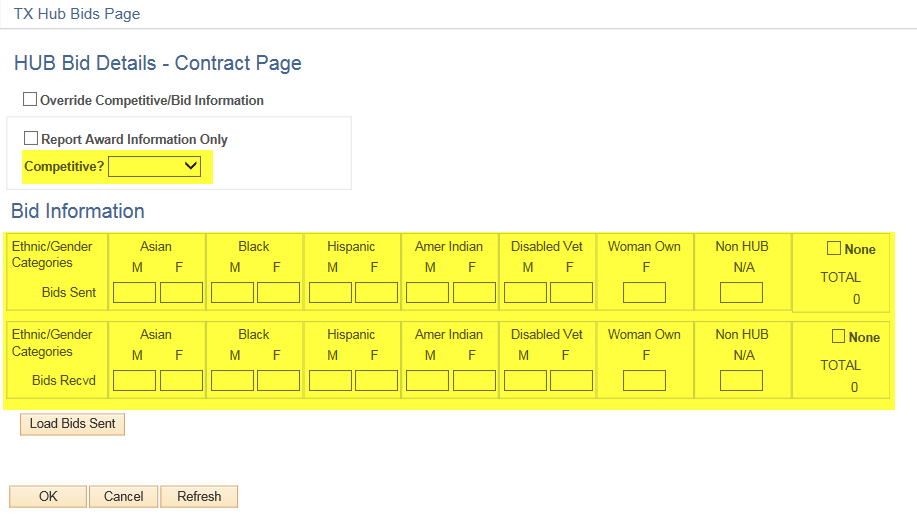 TX Hub Bids Page
HUB Bid Details - Contract Page
Override Competitive/Bid Information
Report Award Information Only
Competitive?
Bid Information
Ethnic/Gender Categories Asian Black Hispanic Amer Indian Disabled Vet Woman Own Non HUB None
M F M F M F M F M F F N/A TOTAL
Bids Sent 0
Ethnic/Gender Categories Asian Black Hispanic Amer Indian Disabled Vet Woman Own Non HUB None
M F M F M F M F M F F N/A TOTAL
Bids Recvd 0
Load Bids Sent
OK Cancel Refresh